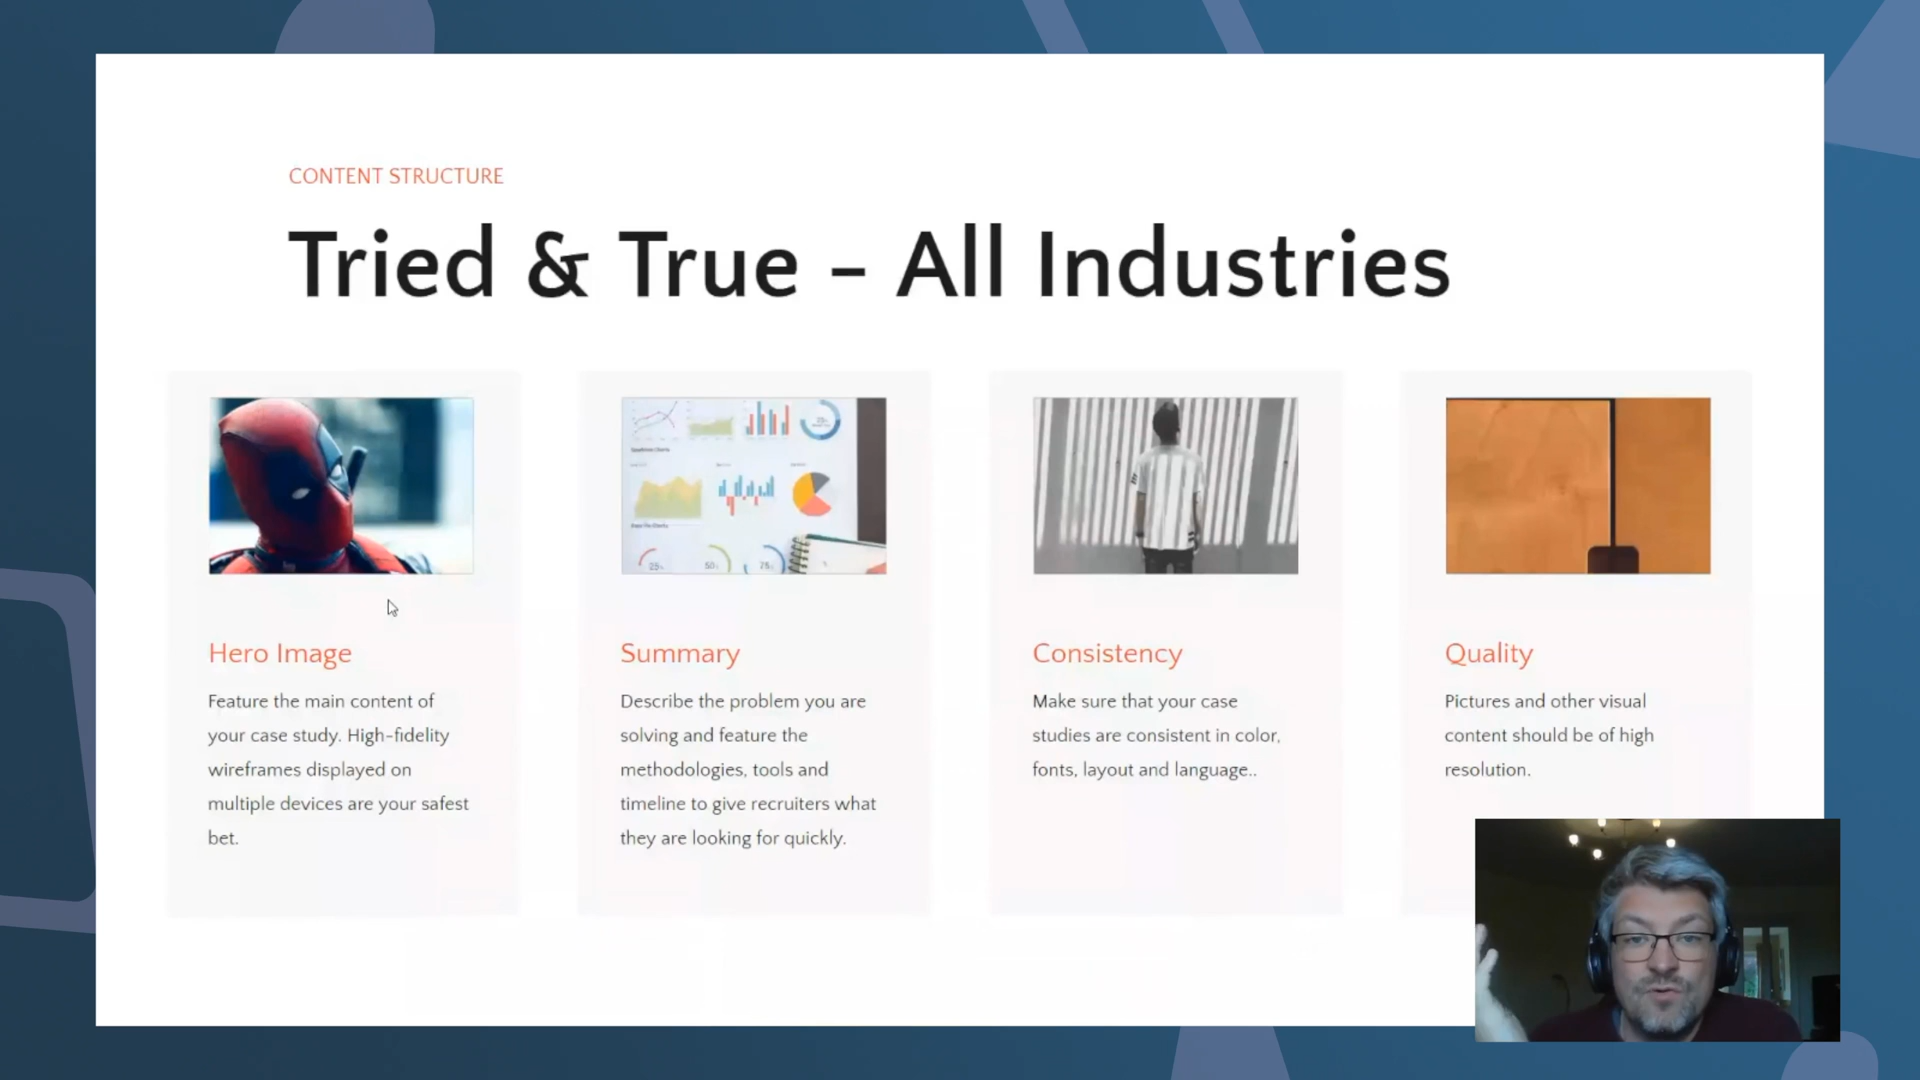 CONTENT STRUCTURE
Tried & True - All Industries
Hero Image
Feature the main content of
your case study. High-fidelity
wireframes displayed on
multiple devices are your safest
bet.
25%
50%
75%
Summary
Describe the problem you are
solving and feature the
methodologies, tools and
timeline to give recruiters what
they are looking for quickly.
Consistency
Make sure that your case
studies are consistent in color,
fonts, layout and language..
Quality
Pictures and other visual
content should be of high
resolution.